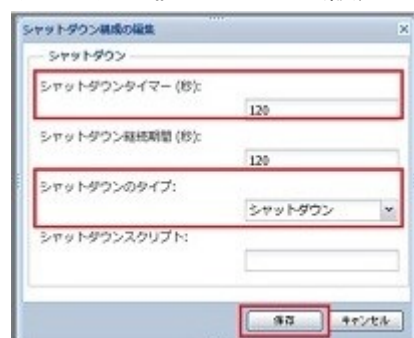 シャットダウン構成の編集
シャットダウン
シャットダウンタイマー (秒):
120
シャットダウン継続期間 (秒):
120
シャットダウンのタイプ:
シャットダウン
シャットダウンスクリプト:
保存 キャンセル